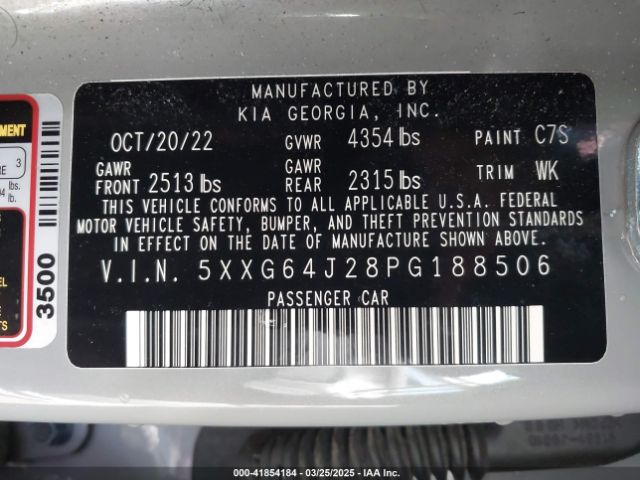 MANUFACTURED BY
KIA GEORGIA, INC.
OCT/20/22 GVWR 4354 lbs PAINT C7S
GAWR FRONT 2513 lbs GAWR REAR 2315 lbs TRIM WK
THIS VEHICLE CONFORMS TO ALL APPLICABLE U.S.A. FEDERAL
MOTOR VEHICLE SAFETY, BUMPER, AND THEFT PREVENTION STANDARDS
IN EFFECT ON THE DATE OF MANUFACTURE SHOWN ABOVE.
V.I.N. 5XXG64J28PG188506
PASSENGER CAR
3
lbs.
lb.
3500
000-41854184 | 03/25/2025 | IAA, Inc.